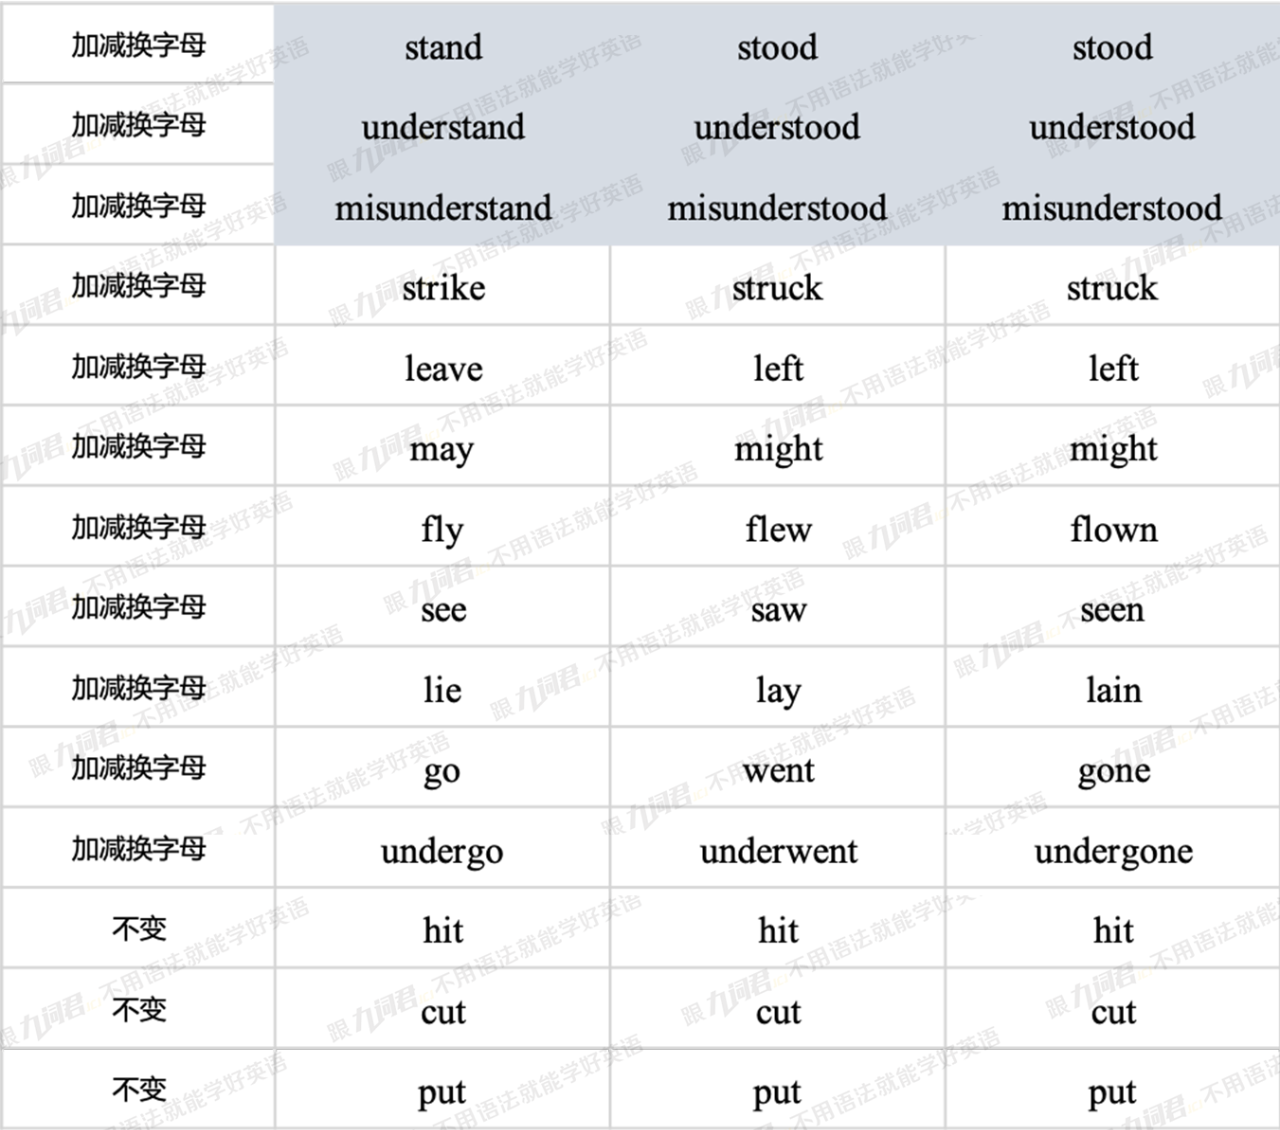 加减换字母 stand stood stood
加减换字母 understand understood understood
加减换字母 misunderstand misunderstood misunderstood
加减换字母 strike struck struck
加减换字母 leave left left
加减换字母 may might might
加减换字母 fly flew flown
加减换字母 see saw seen
加减换字母 lie lay lain
加减换字母 go went gone
加减换字母 undergo underwent undergone
不变 hit hit hit
不变 cut cut cut
不变 put put put
跟九词君 不用语法就能学好英语